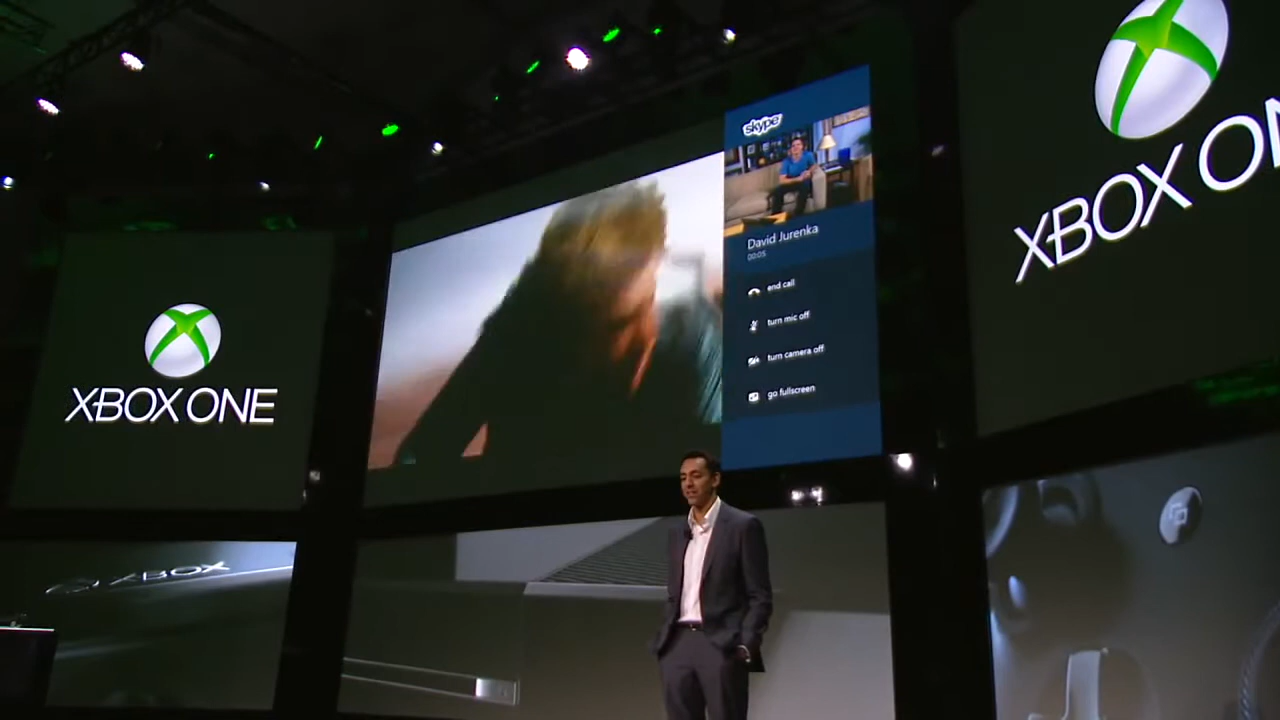 skype
David Jurenka
00:05
end call
turn mic off
turn camera off
go fullscreen
XBOX ONE
XBOX ON
XBOX